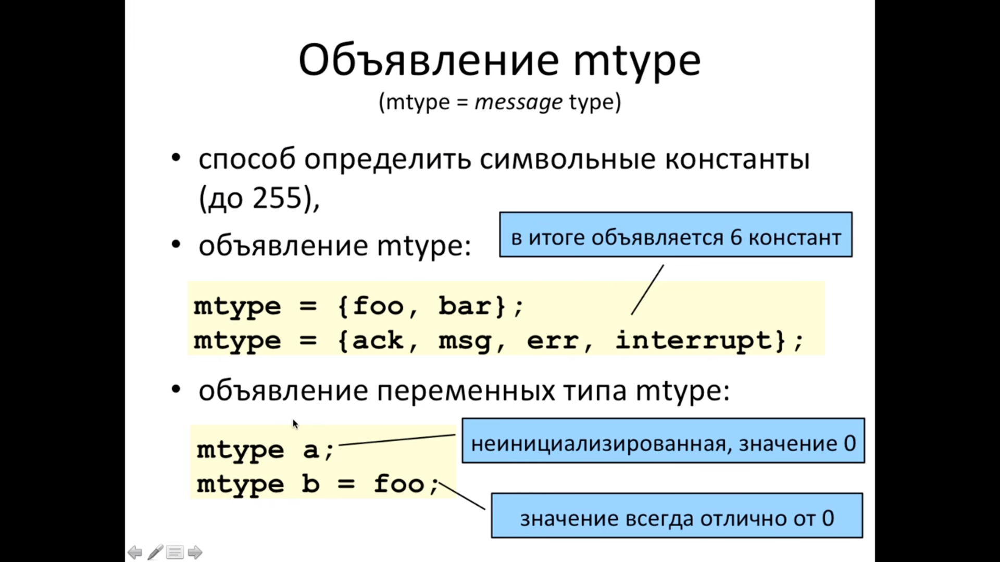 Объявление mtype
(mtype = message type)
• способ определить символьные константы
(до 255),
• объявление mtype:
в итоге объявляется 6 констант
mtype = {foo, bar};
mtype = {ack, msg, err, interrupt};
• объявление переменных типа mtype:
mtype a;
неинициализированная, значение 0
mtype b = foo;
значение всегда отлично от 0